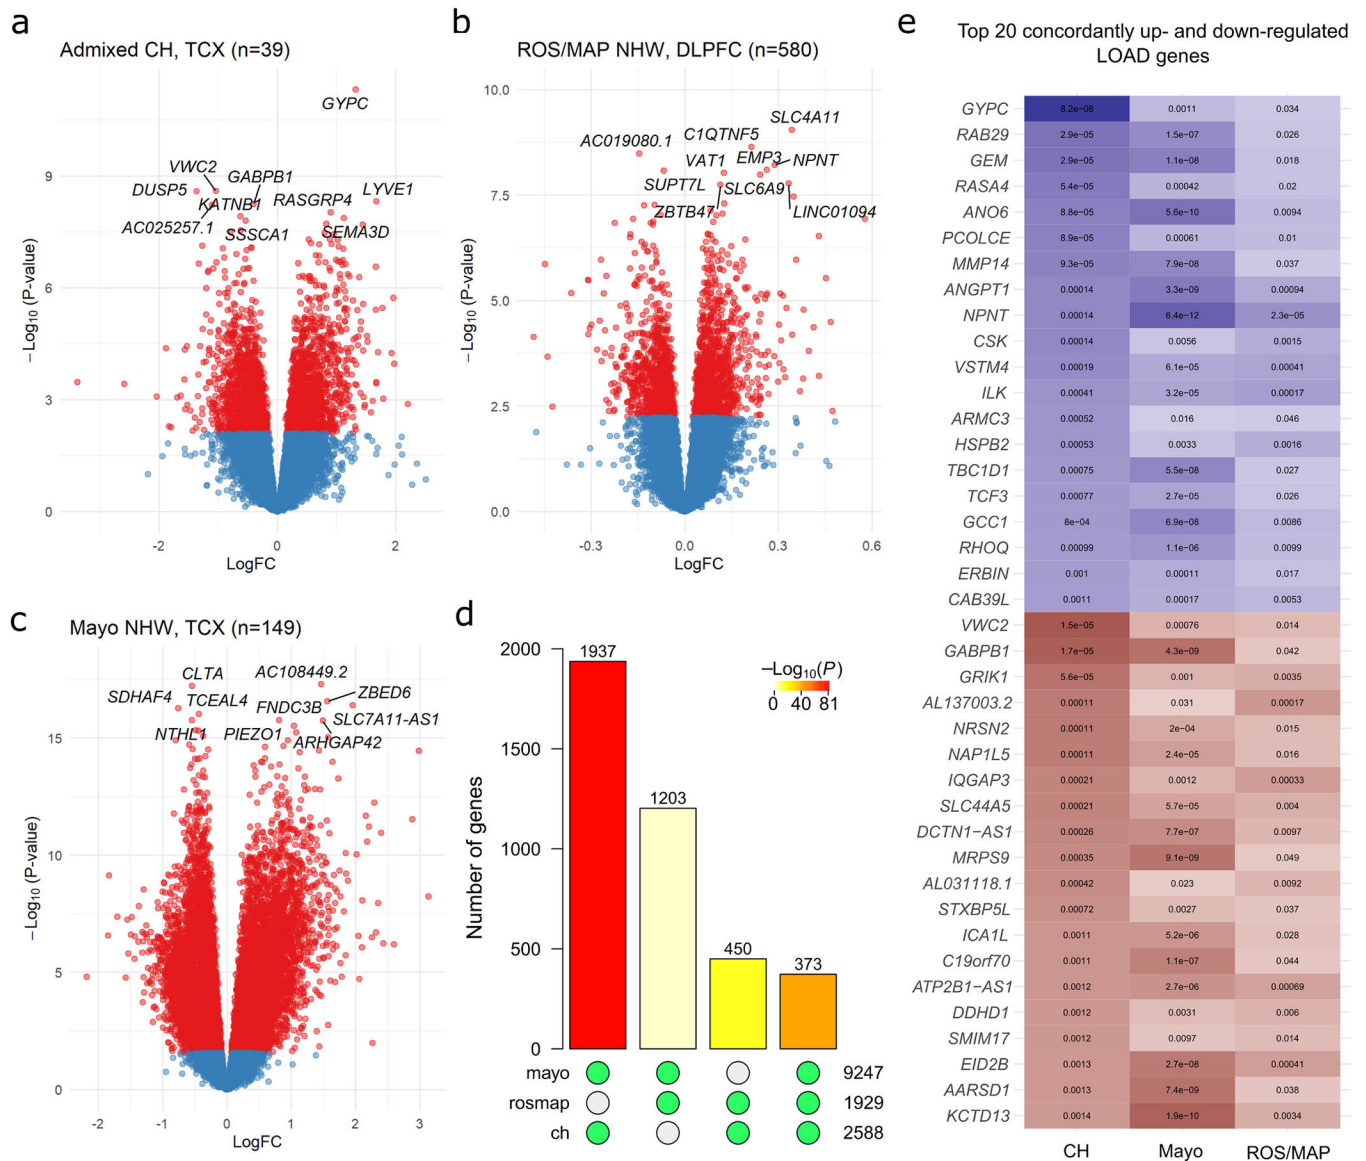 a
Admixed CH, TCX (n=39)
GYPC
VWC2
GABPB1
DUSP5
KATNB1
RASGRP4
LYVE1
AC025257.1
SSSCA1
SEMA3D
9
6
3
0
−Log10 (P-value)
-2 0 2
LogFC
b
ROS/MAP NHW, DLPFC (n=580)
SLC4A11
AC019080.1
C1QTNF5
VAT1
EMP3
NPNT
SUPT7L
SLC6A9
ZBTB47
LINC01094
10.0
7.5
5.0
2.5
0.0
−Log10 (P-value)
-0.3 0.0 0.3 0.6
LogFC
c
Mayo NHW, TCX (n=149)
CLTA
AC108449.2
SDHAF4
TCEAL4
ZBED6
FNDC3B
SLC7A11-AS1
NTHL1
PIEZO1
ARHGAP42
15
10
5
0
−Log10 (P-value)
-2 -1 0 1 2 3
LogFC
d
2000
1500
1000
500
0
Number of genes
1937
1203
450
373
−Log10(P)
0 40 81
mayo 9247
rosmap 1929
ch 2588
e
Top 20 concordantly up- and down-regulated
LOAD genes
GYPC 8.2e−08 0.0011 0.034
RAB29 2.9e−05 1.5e−07 0.026
GEM 2.9e−05 1.1e−08 0.018
RASA4 5.4e−05 0.00042 0.02
ANO6 8.8e−05 5.6e−10 0.0094
PCOLCE 8.9e−05 0.00061 0.01
MMP14 9.3e−05 7.9e−08 0.037
ANGPT1 0.00014 3.3e−09 0.00094
NPNT 0.00014 6.4e−12 2.3e−05
CSK 0.00014 0.0056 0.0015
VSTM4 0.00019 6.1e−05 0.00041
ILK 0.00041 3.2e−05 0.00017
ARMC3 0.00052 0.016 0.046
HSPB2 0.00053 0.0033 0.0016
TBC1D1 0.00075 5.5e−08 0.027
TCF3 0.00077 2.7e−05 0.026
GCC1 8e−04 6.9e−08 0.0086
RHOQ 0.00099 1.1e−06 0.0099
ERBIN 0.001 0.00011 0.017
CAB39L 0.0011 0.00017 0.0053
VWC2 1.5e−05 0.00076 0.014
GABPB1 1.7e−05 4.3e−09 0.042
GRIK1 5.6e−05 0.001 0.0035
AL137003.2 0.00011 0.031 0.00017
NRSN2 0.00011 2e−04 0.015
NAP1L5 0.00011 2.4e−05 0.016
IQGAP3 0.00021 0.0012 0.00033
SLC44A5 0.00021 5.7e−05 0.004
DCTN1−AS1 0.00026 7.7e−07 0.0097
MRPS9 0.00035 9.1e−09 0.049
AL031118.1 0.00042 0.023 0.0092
STXBP5L 0.00072 0.0027 0.037
ICA1L 0.0011 5.2e−06 0.028
C19orf70 0.0011 1.1e−07 0.044
ATP2B1−AS1 0.0012 2.7e−06 0.00069
DDHD1 0.0012 0.0031 0.006
SMIM17 0.0012 0.0097 0.014
EID2B 0.0013 2.7e−08 0.00041
AARSD1 0.0013 7.4e−09 0.038
KCTD13 0.0014 1.9e−10 0.0034
CH Mayo ROS/MAP